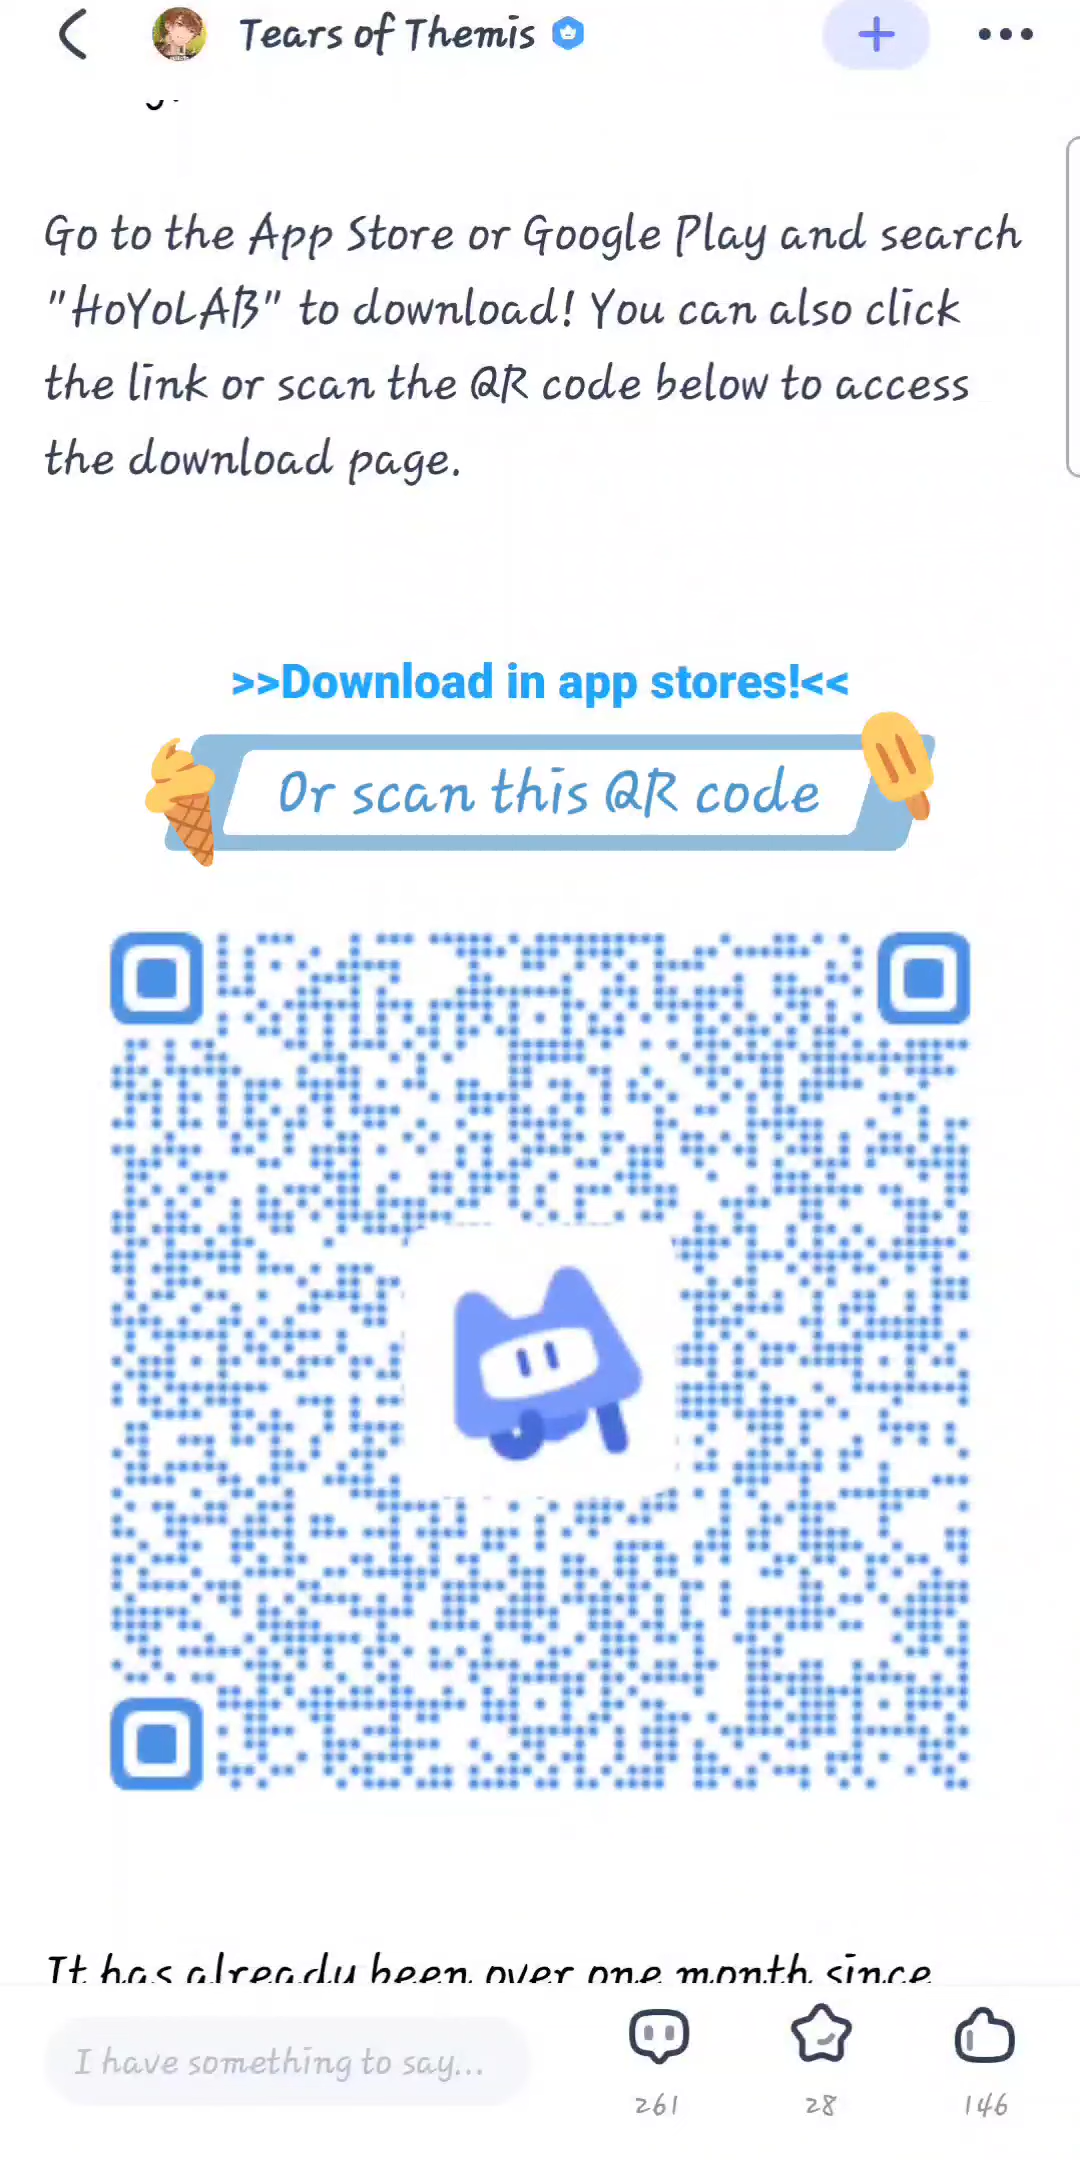 Tears of Themis
Go to the App Store or Google Play and search
"HoYoLAB" to download! You can also click
the link or scan the QR code below to access
the download page.
>>Download in app stores!<<
Or scan this QR code
It has already been over one month since
I have something to say...
261
28
146